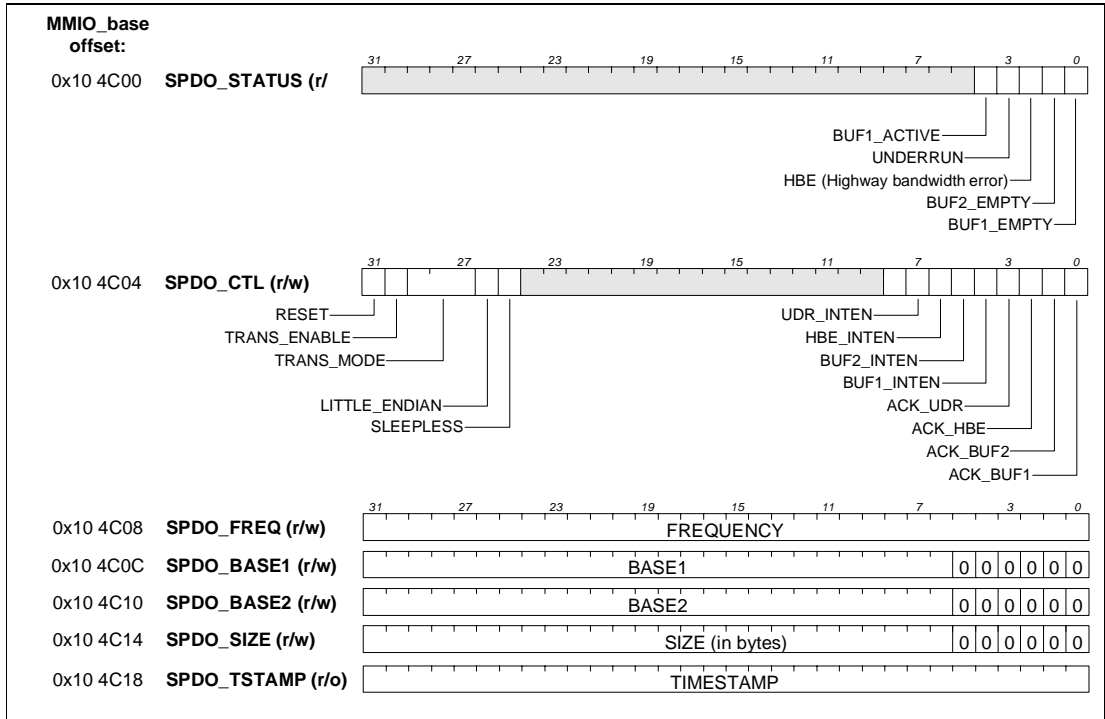 MMIO_base
offset:
31 27 23 19 15 11 7 3 0
0x10 4C00 SPDO_STATUS (r/
BUF1_ACTIVE
UNDERRUN
HBE (Highway bandwidth error)
BUF2_EMPTY
BUF1_EMPTY
31 27 23 19 15 11 7 3 0
0x10 4C04 SPDO_CTL (r/w)
RESET UDR_INTEN
TRANS_ENABLE HBE_INTEN
TRANS_MODE BUF2_INTEN
BUF1_INTEN
LITTLE_ENDIAN ACK_UDR
SLEEPLESS ACK_HBE
ACK_BUF2
ACK_BUF1
31 27 23 19 15 11 7 3 0
0x10 4C08 SPDO_FREQ (r/w) FREQUENCY
0x10 4C0C SPDO_BASE1 (r/w) BASE1 0 0 0 0 0 0
0x10 4C10 SPDO_BASE2 (r/w) BASE2 0 0 0 0 0 0
0x10 4C14 SPDO_SIZE (r/w) SIZE (in bytes) 0 0 0 0 0 0
0x10 4C18 SPDO_TSTAMP (r/o) TIMESTAMP